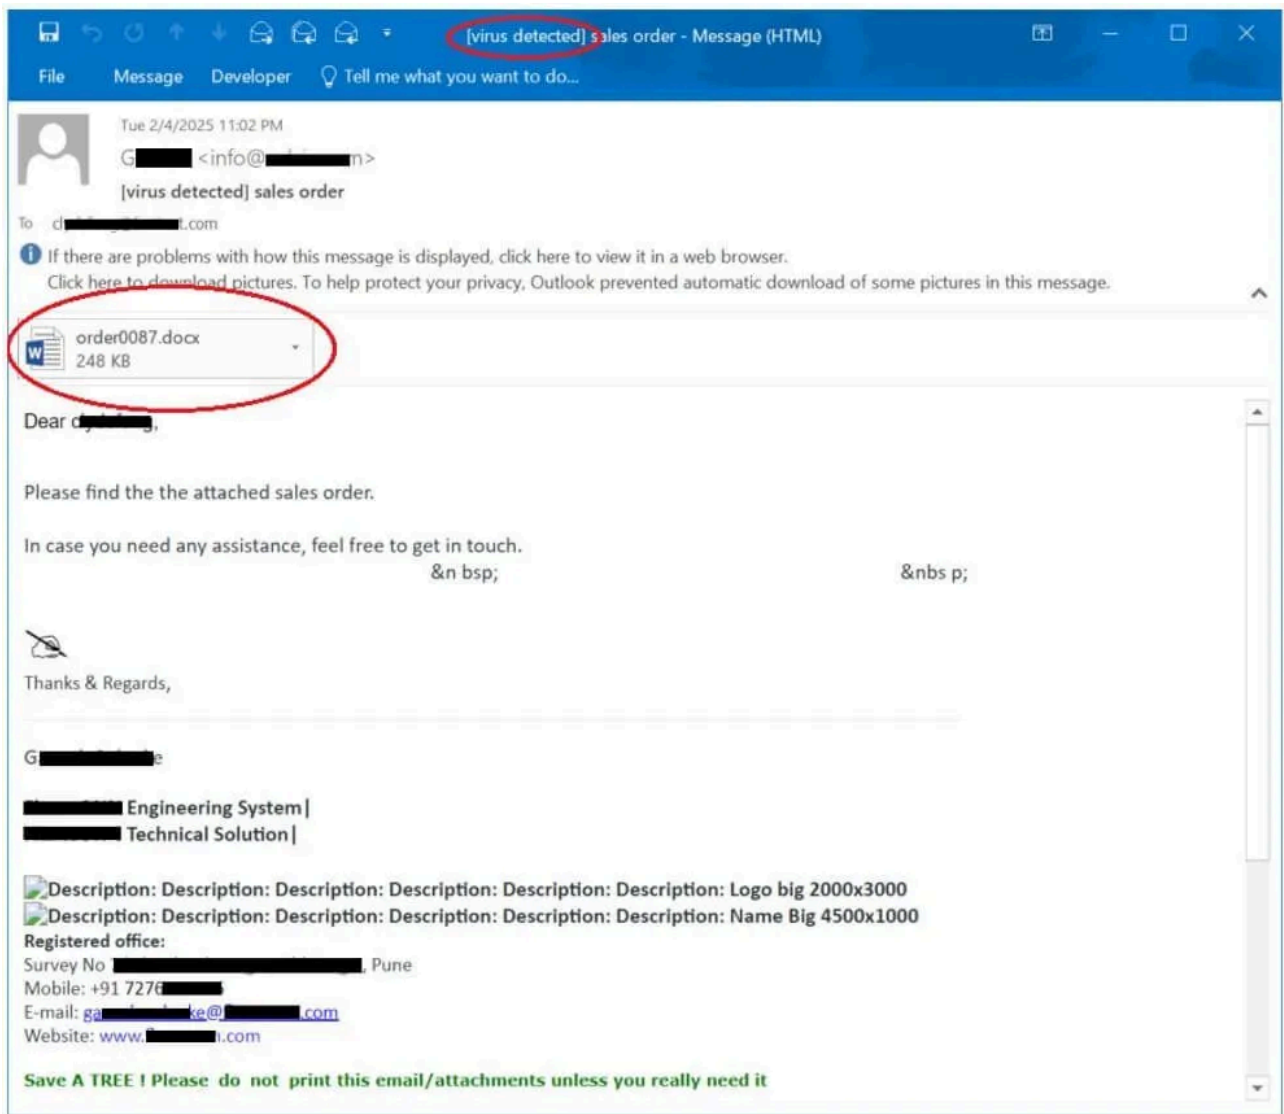 [virus detected] sales order - Message (HTML)
File Message Developer Tell me what you want to do...
Tue 2/4/2025 11:02 PM
G <info@ n>
[virus detected] sales order
To .com
If there are problems with how this message is displayed, click here to view it in a web browser.
Click here to download pictures. To help protect your privacy, Outlook prevented automatic download of some pictures in this message.
order0087.docx
248 KB
Dear ,
Please find the the attached sales order.
In case you need any assistance, feel free to get in touch.
&n bsp; &nbs p;
Thanks & Regards,
G e
Engineering System|
Technical Solution|
Description: Description: Description: Description: Description: Description: Logo big 2000x3000
Description: Description: Description: Description: Description: Description: Name Big 4500x1000
Registered office:
Survey No , Pune
Mobile: +91 7276
E-mail: ga ke@ .com
Website: www. .com
Save A TREE ! Please do not print this email/attachments unless you really need it